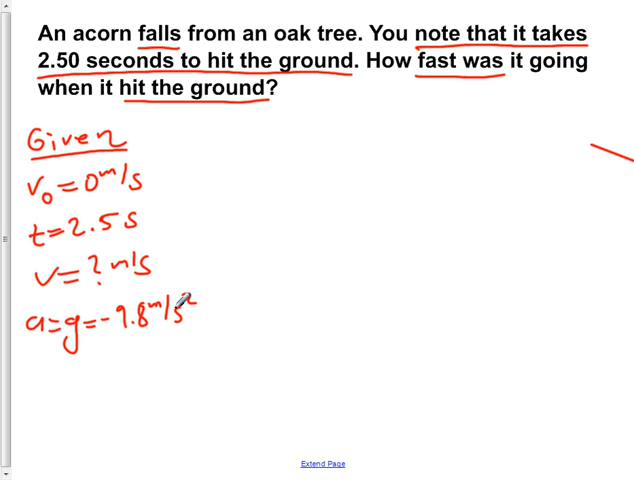 An acorn falls from an oak tree. You note that it takes
2.50 seconds to hit the ground. How fast was it going
when it hit the ground?
Given
v₀ = 0 m/s
t = 2.5 s
v = ? m/s
a = g = -9.8 m/s²
Extend Page